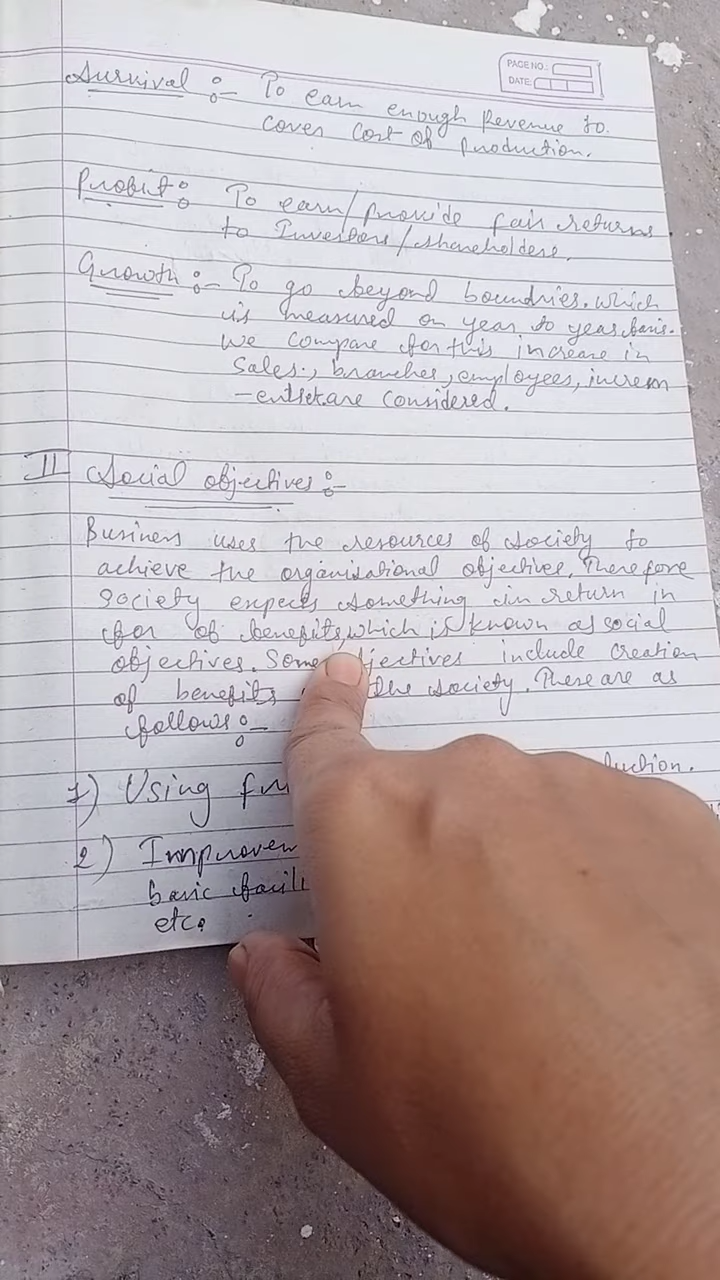 PAGE NO.:
DATE:
Survival :- To earn enough Revenue to
cover cost of production.
Profit : To earn/provide fair returns
to Investors/shareholders.
Growth :- To go beyond boundries. which
is measured on year to year basis.
we compare for this increase in
Sales., branches, employees, increm
-ent are considered.
II Social objectives :-
Business uses the resources of society to
achieve the organisational objectives. Therefore
society expects something in return in
for of benefits, which is known as social
objectives. Some jectives include creation
of benefits the society. These are as
follows :-
1) Using duction.
2)
basic
etc.